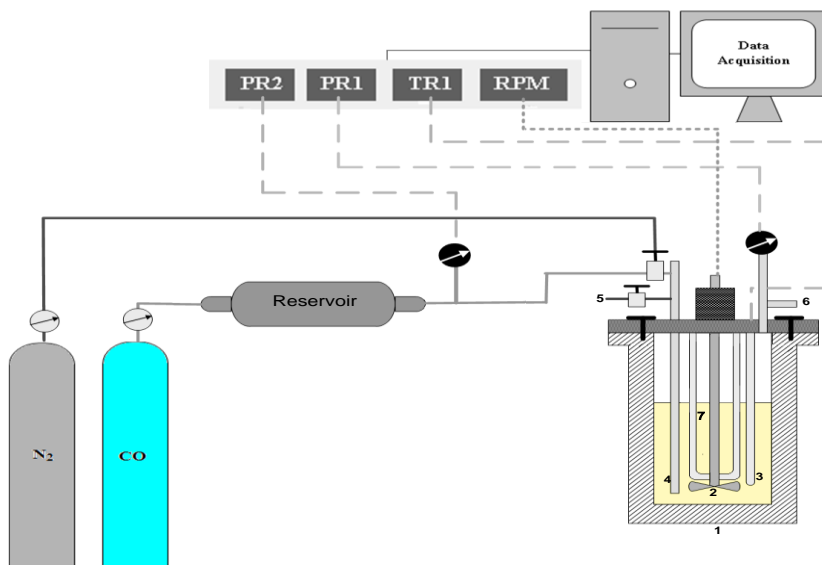 Data
Acquisition
PR2 PR1 TR1 RPM
Reservoir
5
6
7
N₂
CO
4
3
2
1